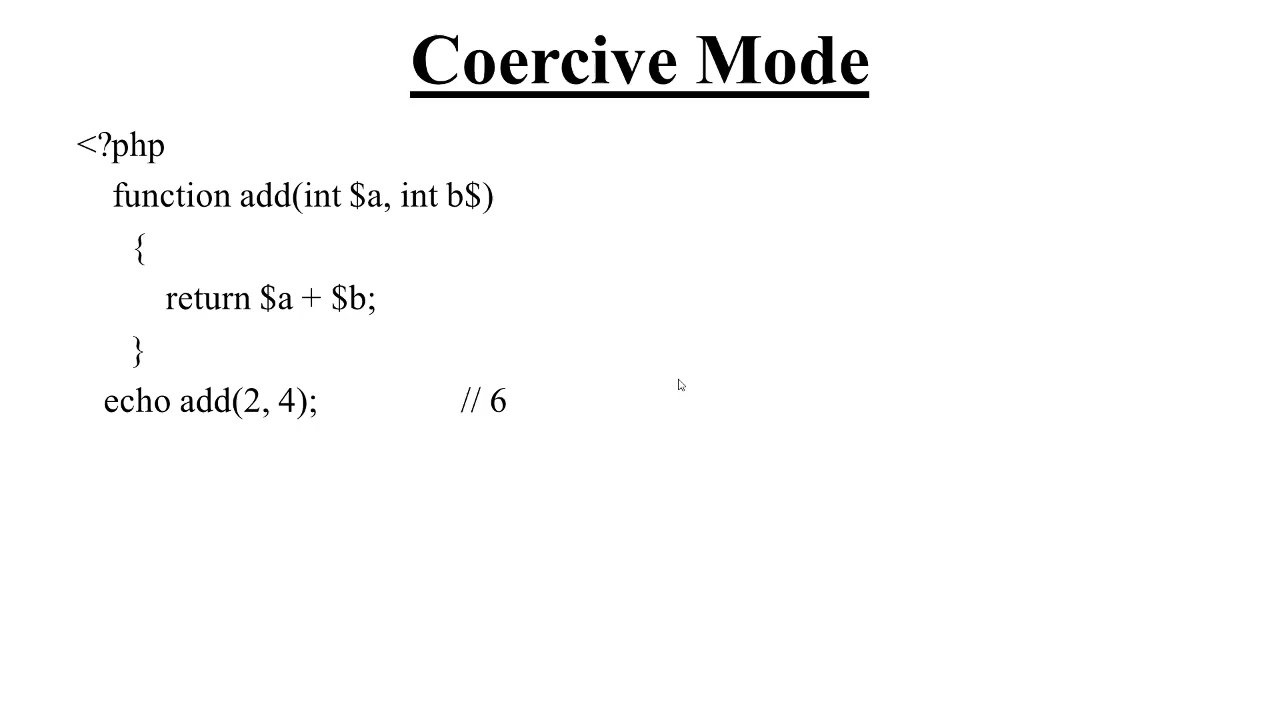 Coercive Mode
<?php
function add(int $a, int b$)
{
return $a + $b;
}
echo add(2, 4); // 6